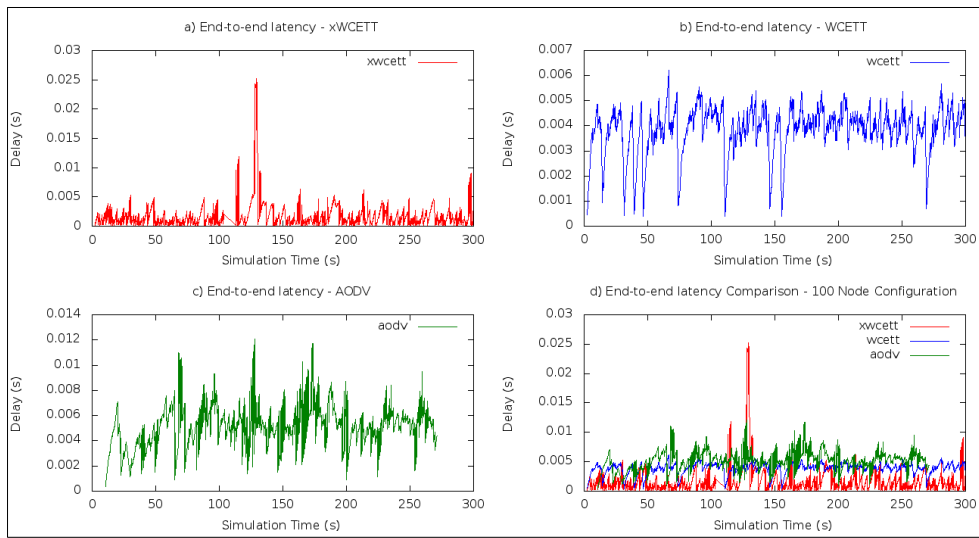 a) End-to-end latency - xWCETT
0.03
0.025
0.02
0.015
0.01
0.005
0
Delay (s)
xwcett
0 50 100 150 200 250 300
Simulation Time (s)
b) End-to-end latency - WCETT
0.007
0.006
0.005
0.004
0.003
0.002
0.001
0
Delay (s)
wcett
0 50 100 150 200 250 300
Simulation Time (s)
c) End-to-end latency - AODV
0.014
0.012
0.01
0.008
0.006
0.004
0.002
0
Delay (s)
aodv
0 50 100 150 200 250 300
Simulation Time (s)
d) End-to-end latency Comparison - 100 Node Configuration
0.03
0.025
0.02
0.015
0.01
0.005
0
Delay (s)
xwcett
wcett
aodv
0 50 100 150 200 250 300
Simulation Time (s)